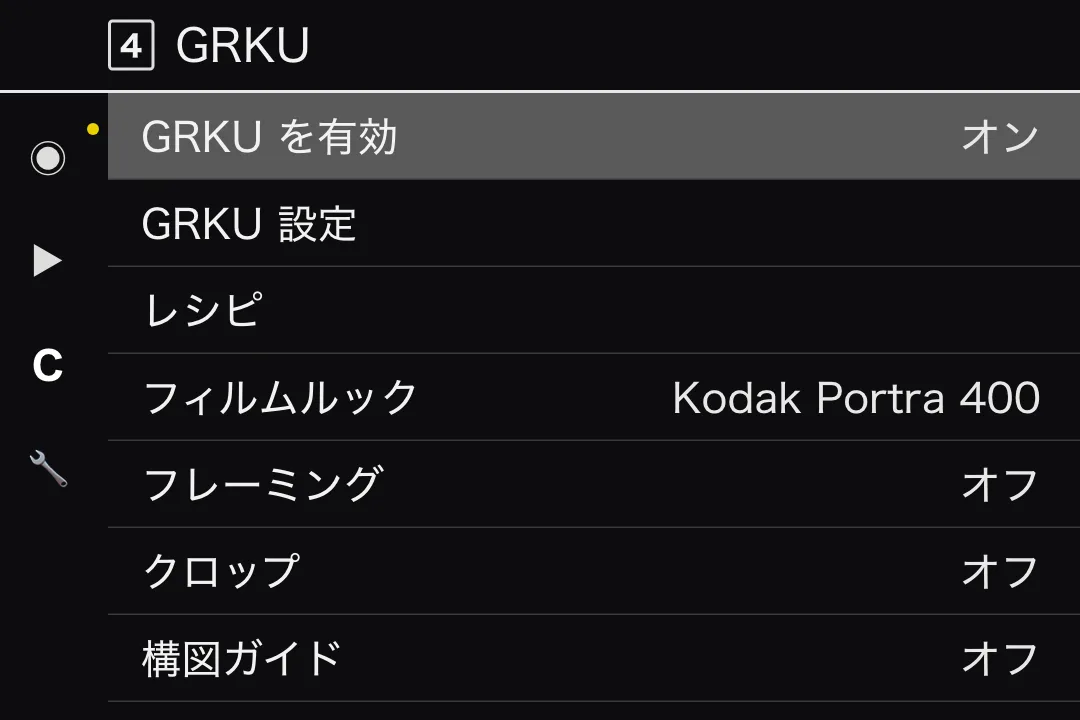 4 GRKU
GRKU を有効 オン
GRKU 設定
レシピ
フィルムルック Kodak Portra 400
フレーミング オフ
C
クロップ オフ
構図ガイド オフ